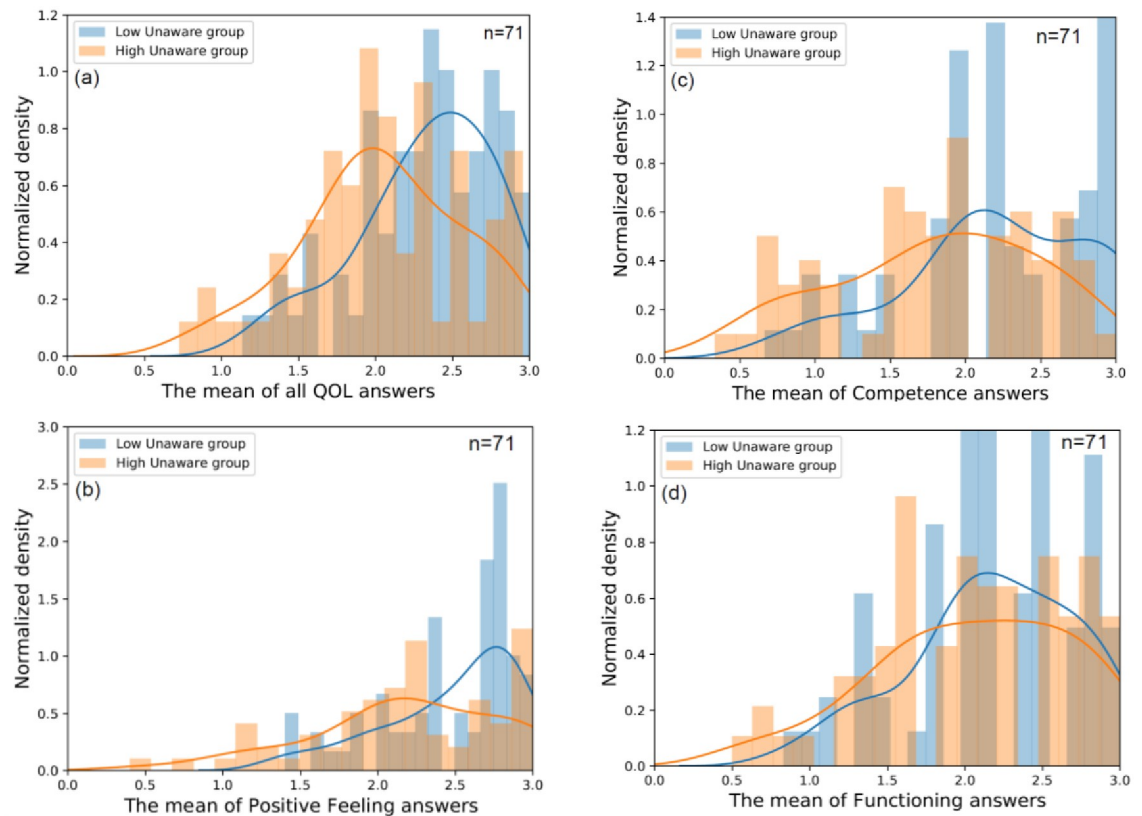 Low Unaware group
High Unaware group
n=71
(a)
Normalized density
1.2
1.0
0.8
0.6
0.4
0.2
0.0
0.0 0.5 1.0 1.5 2.0 2.5 3.0
The mean of all QOL answers
Low Unaware group
High Unaware group
n=71
(c)
Normalized density
1.4
1.2
1.0
0.8
0.6
0.4
0.2
0.0
0.0 0.5 1.0 1.5 2.0 2.5 3.0
The mean of Competence answers
Low Unaware group
High Unaware group
n=71
(b)
Normalized density
3.0
2.5
2.0
1.5
1.0
0.5
0.0
0.0 0.5 1.0 1.5 2.0 2.5 3.0
The mean of Positive Feeling answers
Low Unaware group
High Unaware group
n=71
(d)
Normalized density
1.2
1.0
0.8
0.6
0.4
0.2
0.0
0.0 0.5 1.0 1.5 2.0 2.5 3.0
The mean of Functioning answers